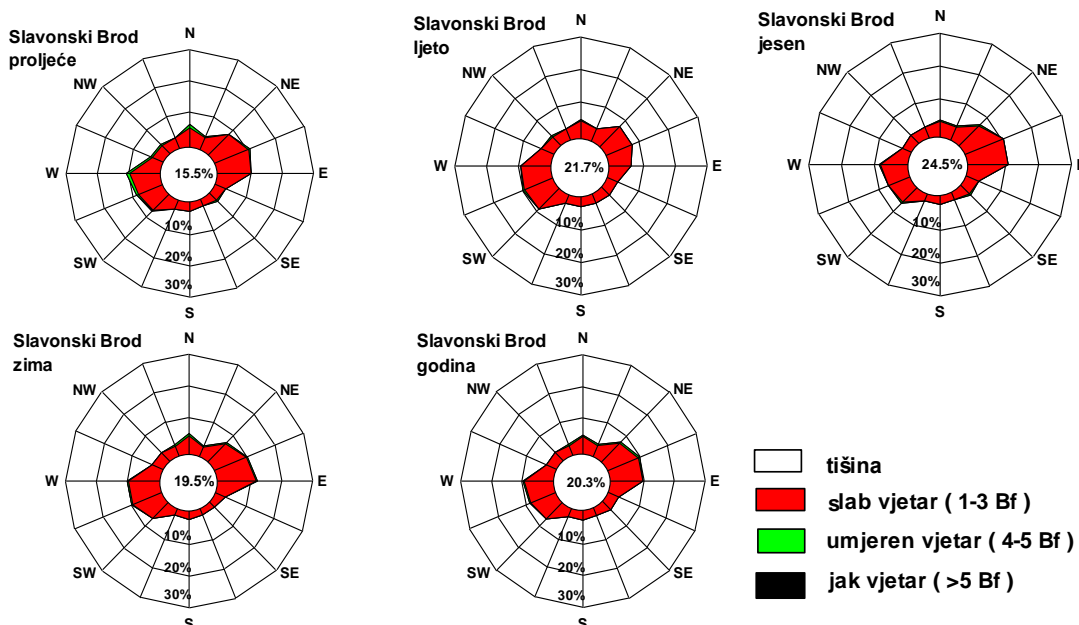 Slavonski Brod
proljeće
N
NW
NE
W
15.5%
E
10%
SW
20%
SE
30%
S
Slavonski Brod
ljeto
N
NW
NE
W
21.7%
E
10%
SW
20%
SE
30%
S
Slavonski Brod
jesen
N
NW
NE
W
24.5%
E
10%
SW
20%
SE
30%
S
Slavonski Brod
zima
N
NW
NE
W
19.5%
E
10%
SW
20%
SE
30%
S
Slavonski Brod
godina
N
NW
NE
W
20.3%
E
10%
SW
20%
SE
30%
S
tišina
slab vjetar ( 1-3 Bf )
umjeren vjetar ( 4-5 Bf )
jak vjetar ( >5 Bf )